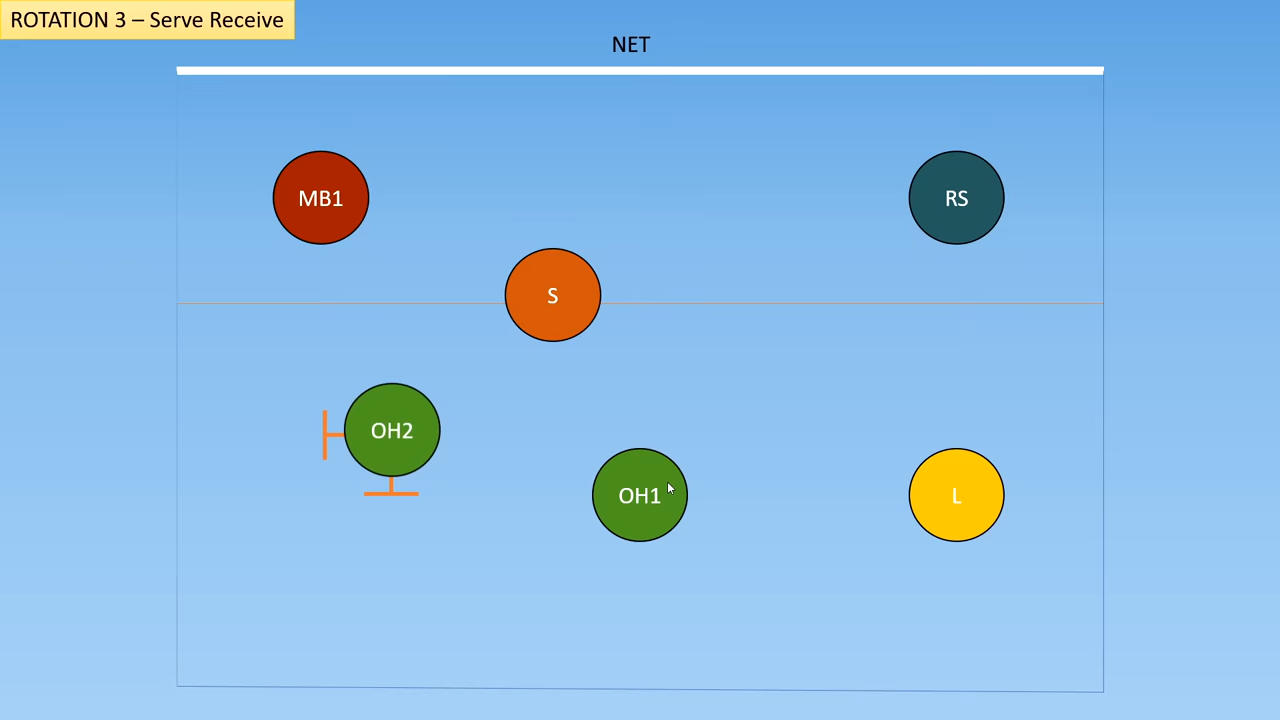 ROTATION 3 – Serve Receive
NET
MB1
RS
S
OH2
OH1
L